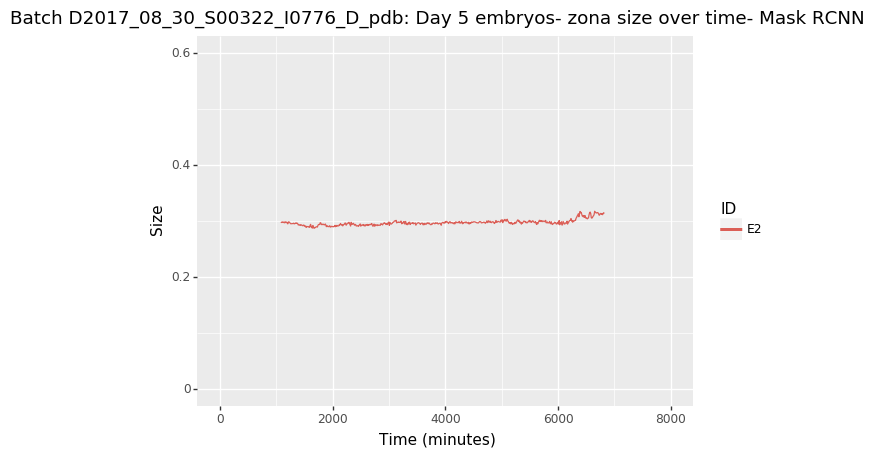 Batch D2017_08_30_S00322_I0776_D_pdb: Day 5 embryos- zona size over time- Mask RCNN
0.6
0.4
0.2
0
Size
0 2000 4000 6000 8000
Time (minutes)
ID
E2